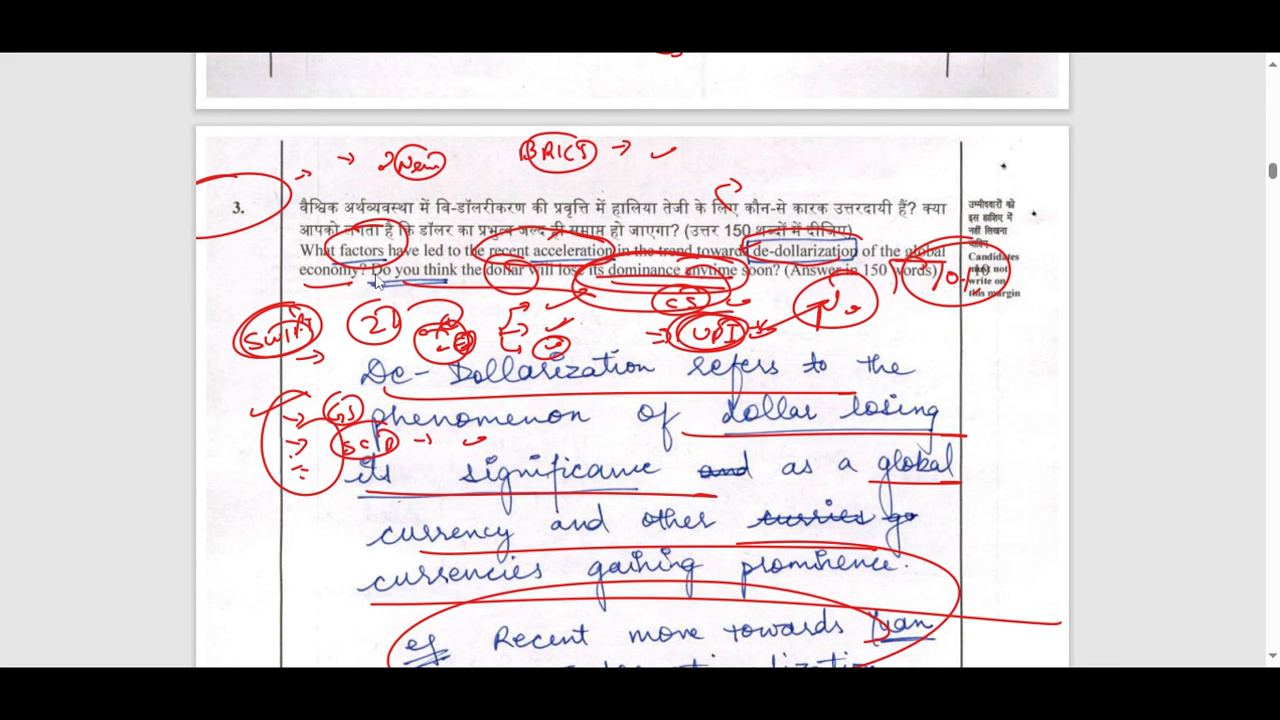 New BRICS
3. वैश्विक अर्थव्यवस्था में वि-डॉलरीकरण की प्रवृत्ति में हालिया तेजी के लिए कौन-से कारक उत्तरदायी हैं? क्या
आपको लगता है कि डॉलर का प्रभुत्व जल्द ही समाप्त हो जाएगा? (उत्तर 150 शब्दों में दीजिए)
What factors have led to the recent acceleration in the trend towards de-dollarization of the global
economy? Do you think the dollar will lose its dominance anytime soon? (Answer in 150 words) 10
उम्मीदवारों को
इस हाशिए में
नहीं लिखना
चाहिए
Candidates
must not
write on
this margin
SWIFT UPI
De-Dollarization refers to the
phenomenon of dollar losing
its significance and as a global
currency and other curries go
currencies gaining prominence.
eg Recent move towards Yuan